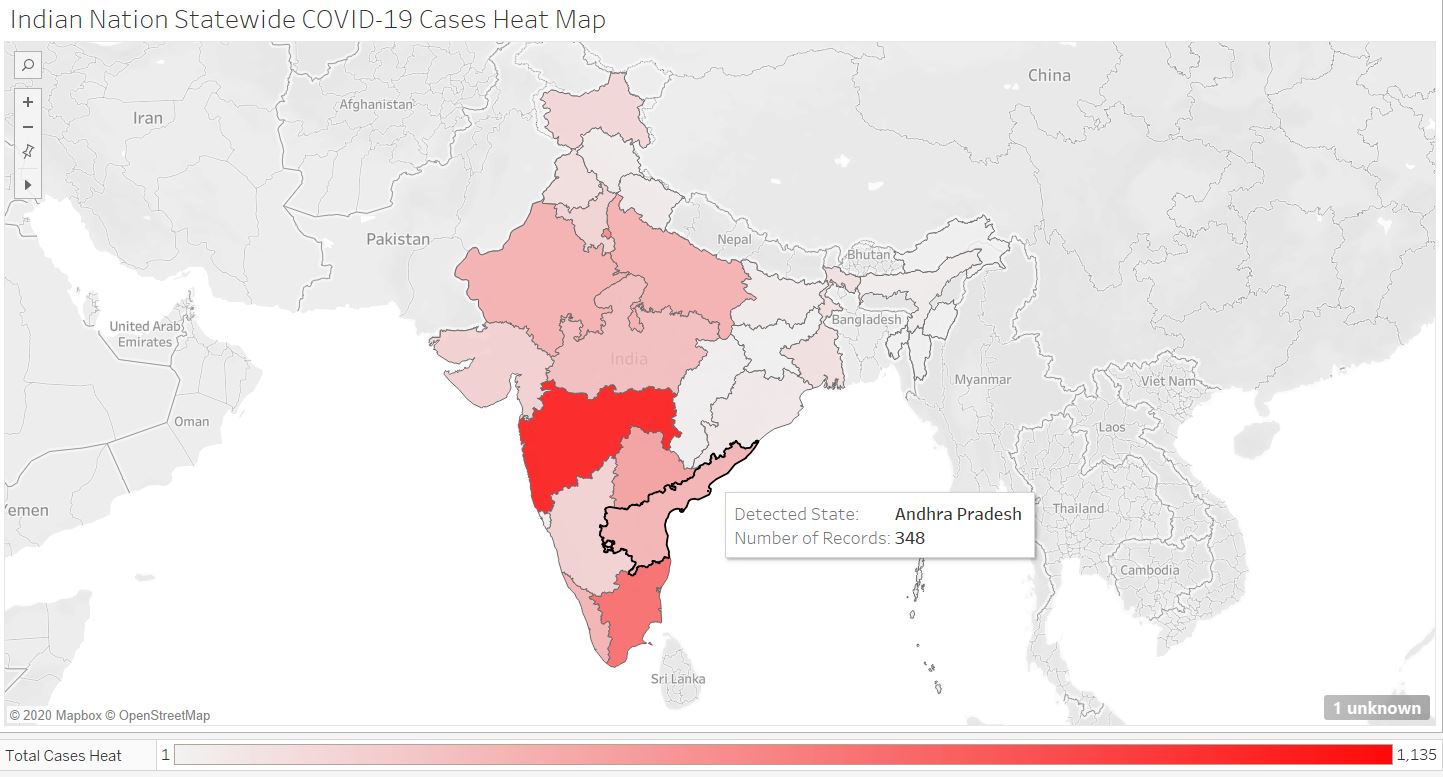 Indian Nation Statewide COVID-19 Cases Heat Map
China
Afghanistan
Iran
Pakistan
Nepal
Bhutan
United Arab
Emirates
Bangladesh
India
Myanmar
Viet Nam
Oman
Laos
Yemen
Thailand
Detected State: Andhra Pradesh
Number of Records: 348
Cambodia
Sri Lanka
© 2020 Mapbox © OpenStreetMap
1 unknown
Total Cases Heat
1
1,135